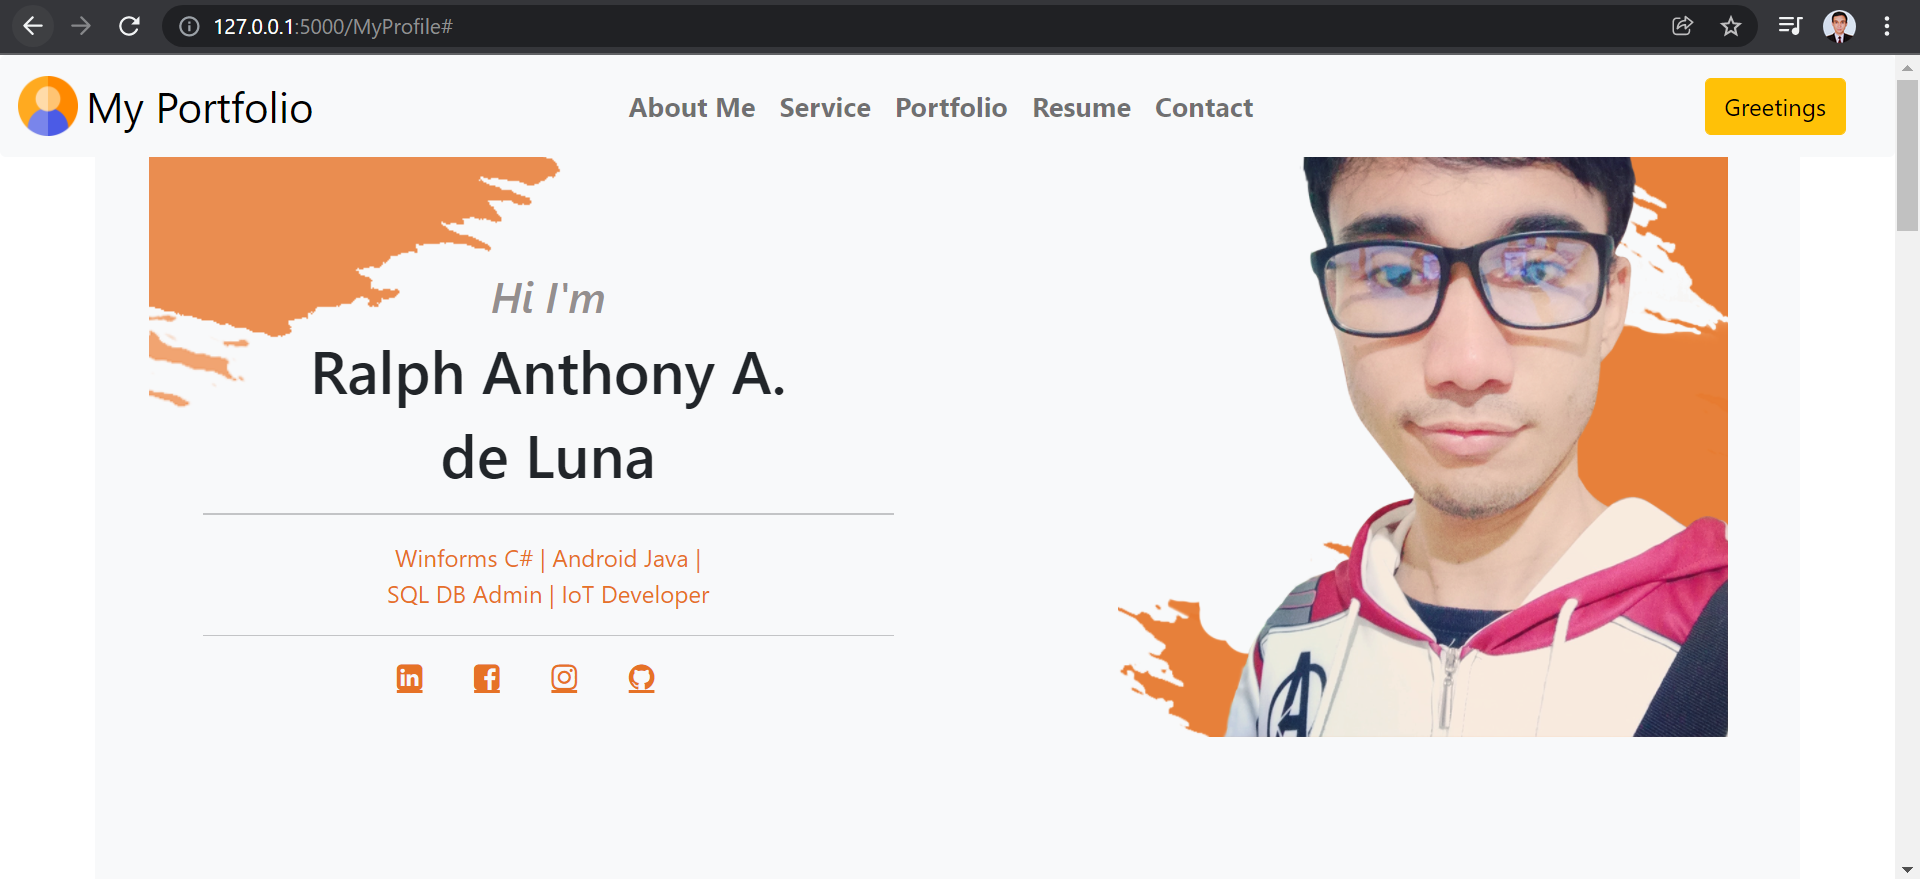 127.0.0.1:5000/MyProfile#
My Portfolio
About Me Service Portfolio Resume Contact
Greetings
Hi I'm
Ralph Anthony A.
de Luna
Winforms C# | Android Java |
SQL DB Admin | IoT Developer